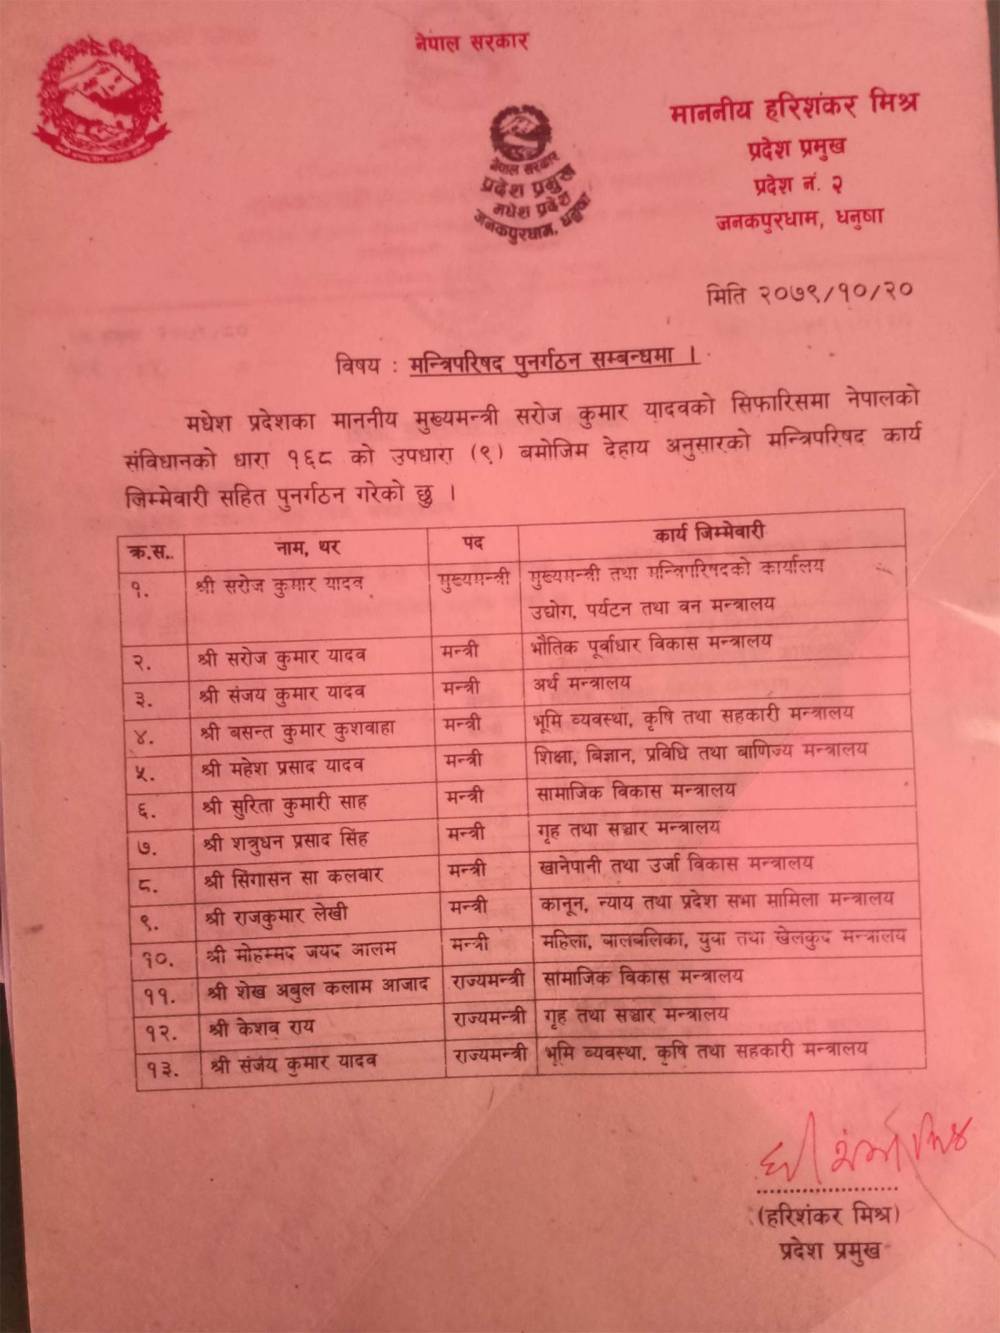 नेपाल सरकार
माननीय हरिशंकर मिश्र
प्रदेश प्रमुख
प्रदेश नं. २
जनकपुरधाम, धनुषा
नेपाल सरकार
प्रदेश प्रमुख
मधेश प्रदेश
जनकपुरधाम, धनुषा
मिति २०७९/१०/२०
विषय : मन्त्रिपरिषद पुनर्गठन सम्बन्धमा ।
मधेश प्रदेशका माननीय मुख्यमन्त्री सरोज कुमार यादवको सिफारिसमा नेपालको
संविधानको धारा १६८ को उपधारा (९) बमोजिम देहाय अनुसारको मन्त्रिपरिषद कार्य
जिम्मेवारी सहित पुनर्गठन गरेको छु ।
क्र.स. नाम, थर पद कार्य जिम्मेवारी
१. श्री सरोज कुमार यादव मुख्यमन्त्री मुख्यमन्त्री तथा मन्त्रिपरिषदको कार्यालय
उद्योग, पर्यटन तथा वन मन्त्रालय
२. श्री सरोज कुमार यादव मन्त्री भौतिक पूर्वाधार विकास मन्त्रालय
३. श्री संजय कुमार यादव मन्त्री अर्थ मन्त्रालय
४. श्री बसन्त कुमार कुशवाहा मन्त्री भूमि व्यवस्था, कृषि तथा सहकारी मन्त्रालय
५. श्री महेश प्रसाद यादव मन्त्री शिक्षा, बिज्ञान, प्रविधि तथा बाणिज्य मन्त्रालय
६. श्री सुरिता कुमारी साह मन्त्री सामाजिक विकास मन्त्रालय
७. श्री शत्रुधन प्रसाद सिंह मन्त्री गृह तथा सञ्चार मन्त्रालय
८. श्री सिंगासन सा कलवार मन्त्री खानेपानी तथा उर्जा विकास मन्त्रालय
९. श्री राजकुमार लेखी मन्त्री कानून, न्याय तथा प्रदेश सभा मामिला मन्त्रालय
१०. श्री मोहम्मद जयद आलम मन्त्री महिला, बालबलिका, युवा तथा खेलकुद मन्त्रालय
११. श्री शेख अबुल कलाम आजाद राज्यमन्त्री सामाजिक विकास मन्त्रालय
१२. श्री केशव राय राज्यमन्त्री गृह तथा सञ्चार मन्त्रालय
१३. श्री संजय कुमार यादव राज्यमन्त्री भूमि व्यवस्था, कृषि तथा सहकारी मन्त्रालय
(हरिशंकर मिश्र)
प्रदेश प्रमुख